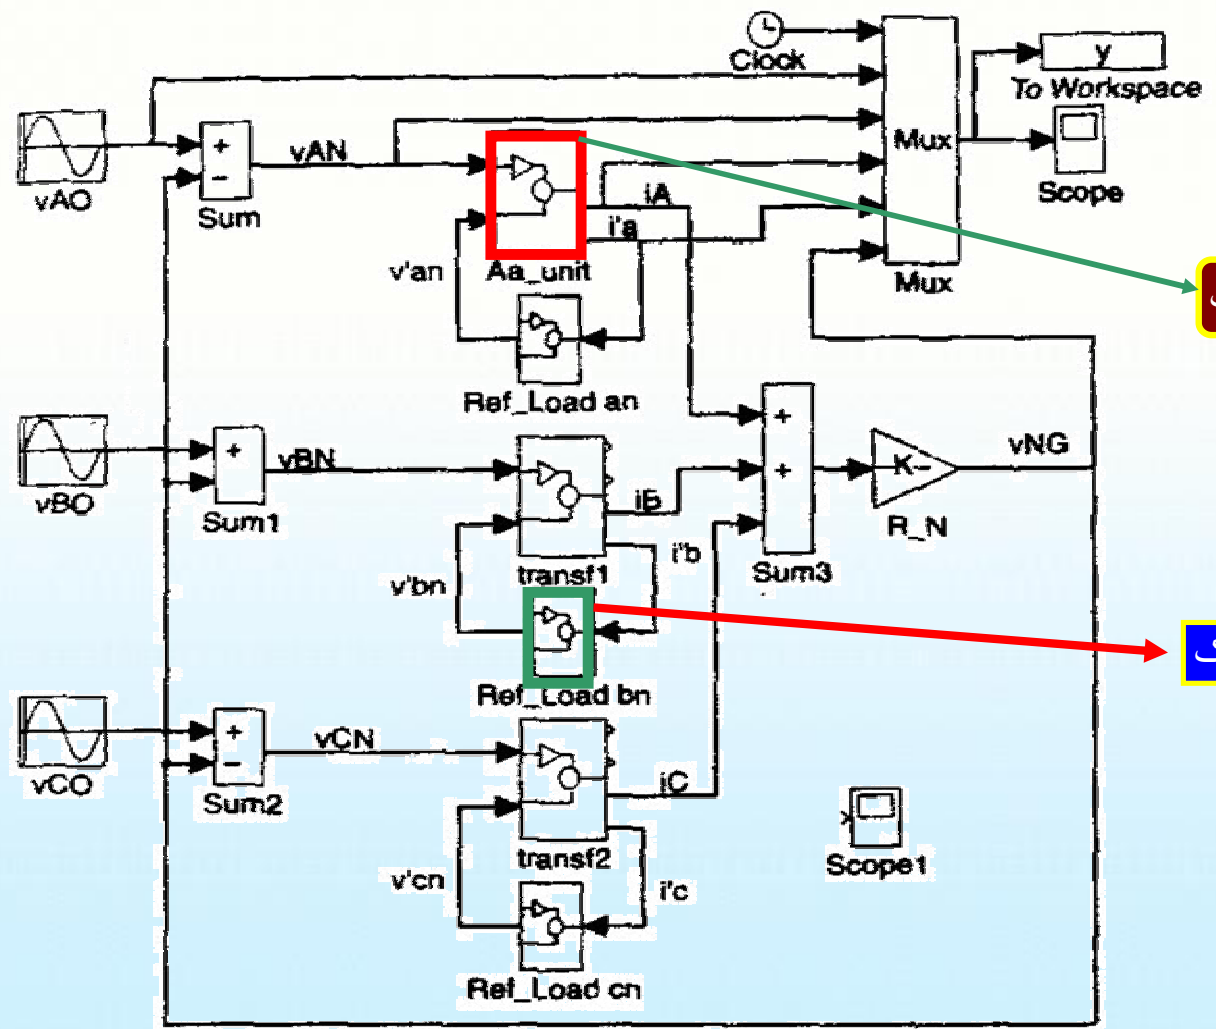 Clock
y
To Workspace
Mux
Scope
Mux
vAO
+
−
Sum
vAN
iA
i'a
v'an
Aa_unit
Ref_Load an
vBO
+
Sum1
vBN
iB
i'b
v'bn
transf1
Ref_Load bn
+
+
Sum3
K-
R_N
vNG
vCO
+
−
Sum2
vCN
iC
i'c
v'cn
transf2
Ref_Load cn
Scope1